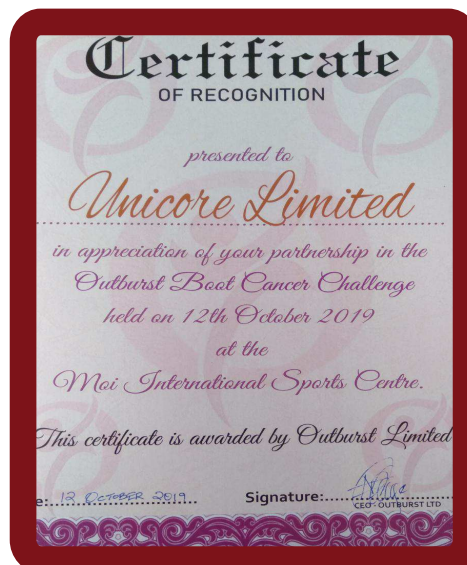 Certificate
OF RECOGNITION
presented to
Unicore Limited
in appreciation of your partnership in the
Outburst Boot Cancer Challenge
held on 12th October 2019
at the
Moi International Sports Centre.
This certificate is awarded by Outburst Limited
e: 12 OCTOBER 2019 Signature:
CEO - OUTBURST LTD